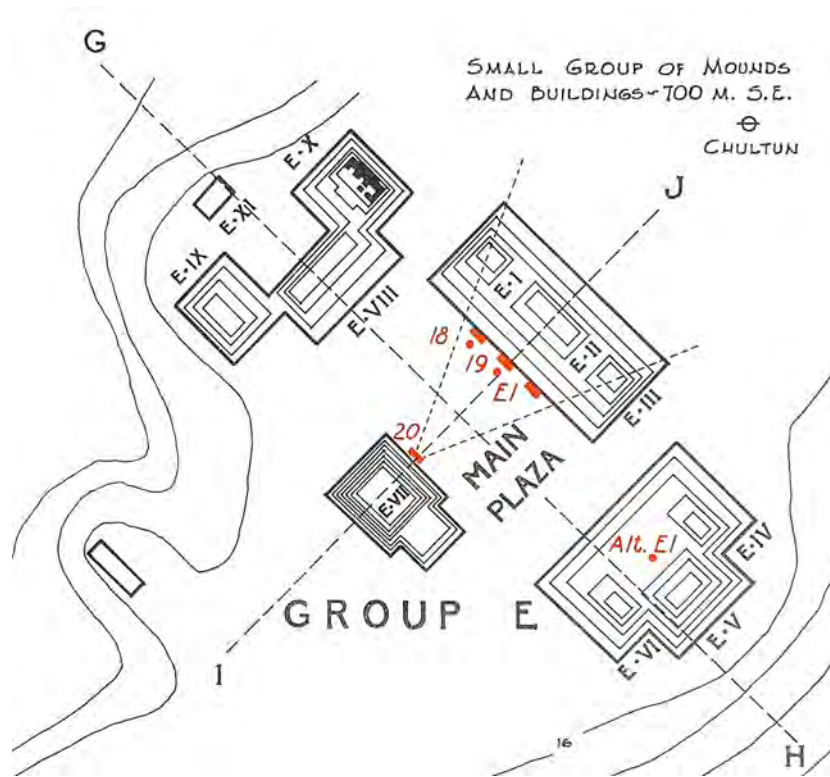 G
SMALL GROUP OF MOUNDS
AND BUILDINGS~700 M. S.E.
CHULTUN
J
E·X
E·XI
E·IX
E·VIII
E·I
E·II
E·III
18
19
E1
20
MAIN
PLAZA
E·VII
Alt. E1
E·IV
E·V
E·VI
GROUP E
I
16
H